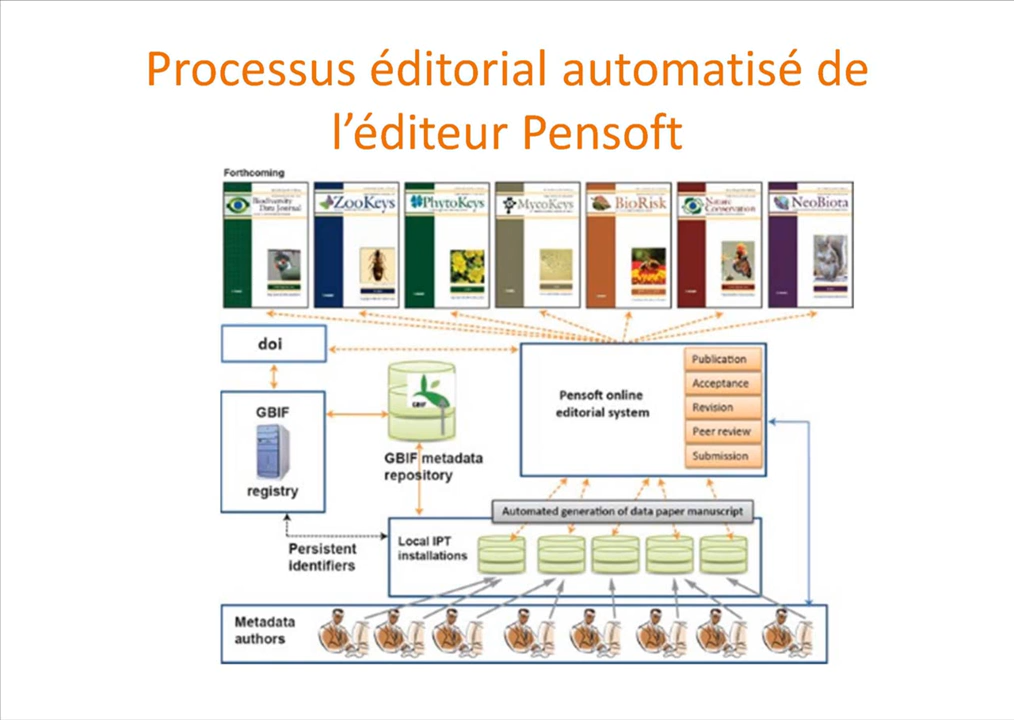 Processus éditorial automatisé de
l’éditeur Pensoft
Forthcoming
Biodiversity
Data Journal
ZooKeys
PhytoKeys
MycoKeys
BioRisk
Nature
Conservation
NeoBiota
doi
Pensoft online
editorial system
Publication
Acceptance
Revision
Peer review
Submission
GBIF
registry
GBIF
GBIF metadata
repository
Automated generation of data paper manuscript
Local IPT
installations
Persistent
identifiers
Metadata
authors